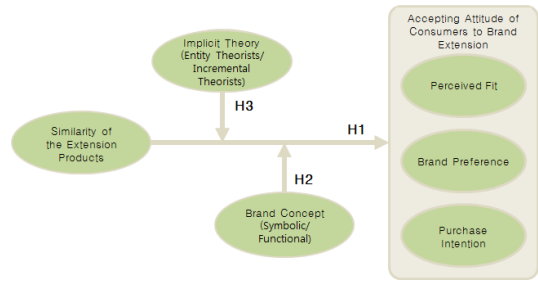 Implicit Theory
(Entity Theorists/
Incremental
Theorists)
Accepting Attitude of
Consumers to Brand
Extension
Perceived Fit
H3
Similarity of
the Extension
Products
H1
Brand Preference
H2
Brand Concept
(Symbolic/
Functional)
Purchase
Intention